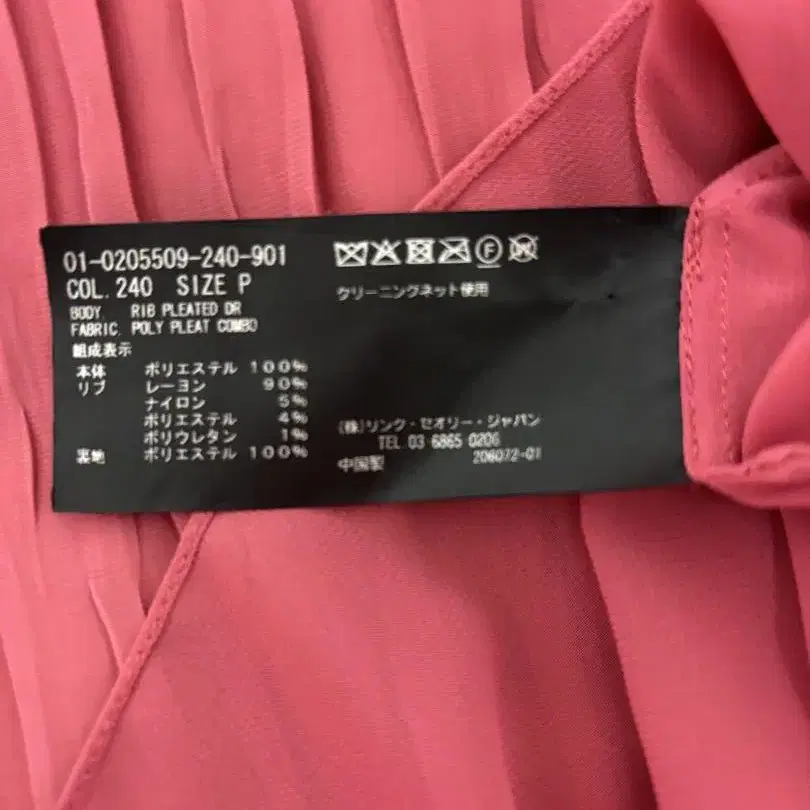 01-0205509-240-901
COL. 240 SIZE P
BODY. RIB PLEATED DR
FABRIC. POLY PLEAT COMBO
組成表示
本体 ポリエステル 100%
リブ レーヨン 90%
ナイロン 5%
ポリエステル 4%
ポリウレタン 1%
裏地 ポリエステル 100%
F
W
クリーニングネット使用
(株)リンク・セオリー・ジャパン
TEL.03 6865 0206
中国製 206072-01